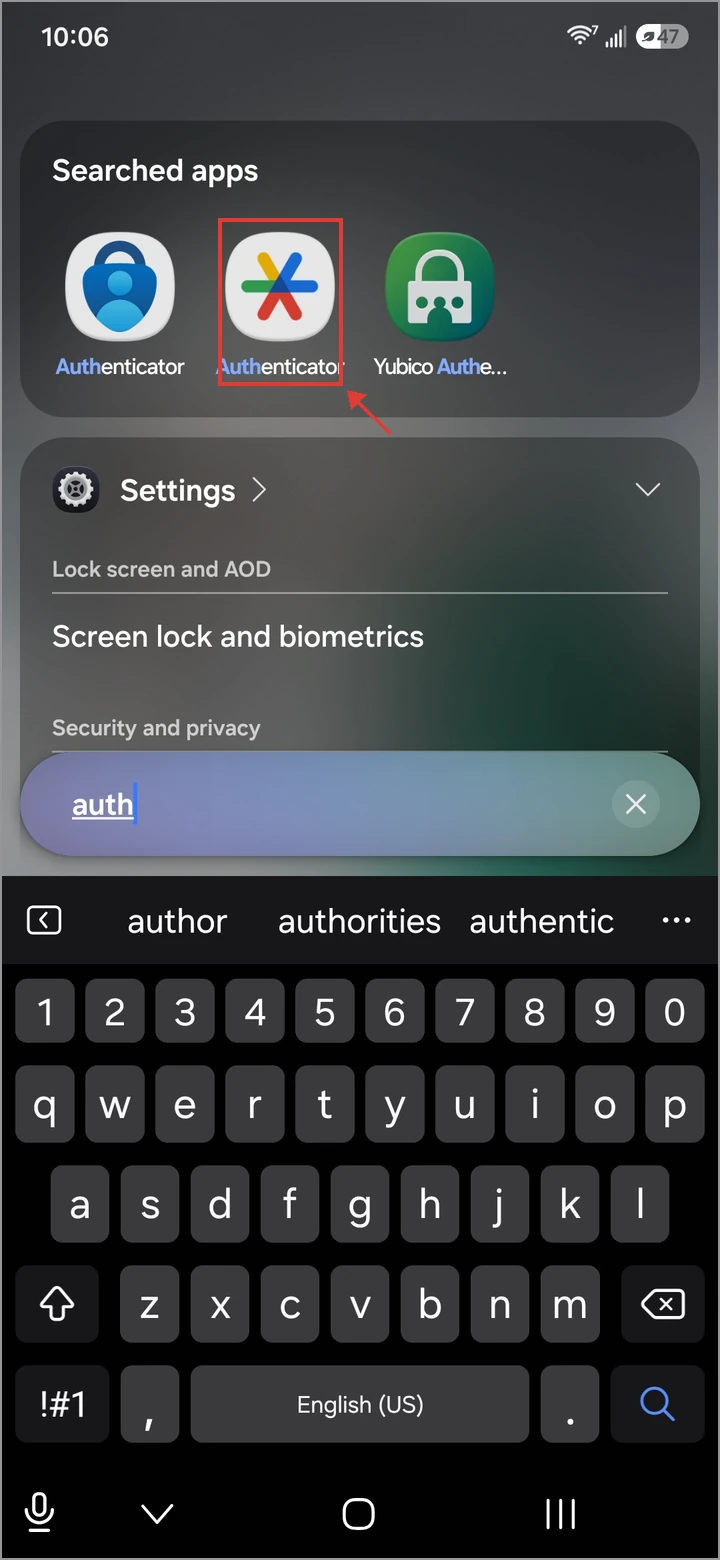 10:06
47
Searched apps
Authenticator
Authenticator
Yubico Authe...
Settings
Lock screen and AOD
Screen lock and biometrics
Security and privacy
auth
author authorities authentic
1 2 3 4 5 6 7 8 9 0
q w e r t y u i o p
a s d f g h j k l
z x c v b n m
!#1 , English (US) .